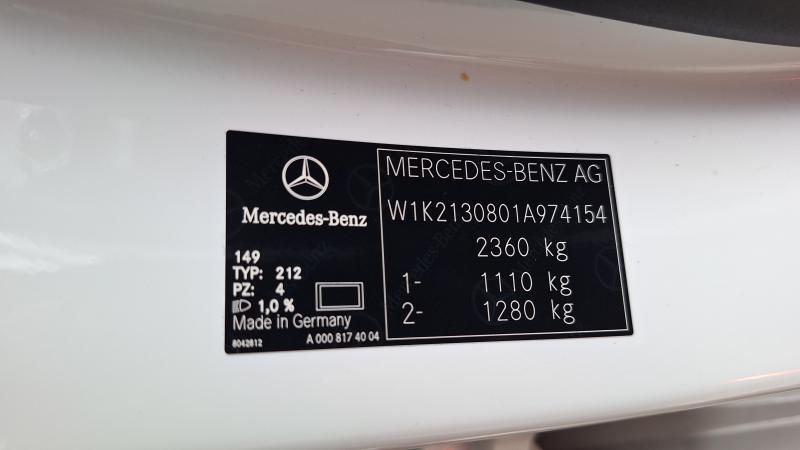 Mercedes-Benz
149
TYP: 212
PZ: 4
1,0 %
Made in Germany
8042812
A 000 817 40 04
MERCEDES-BENZ AG
W1K2130801A974154
2360 kg
1- 1110 kg
2- 1280 kg